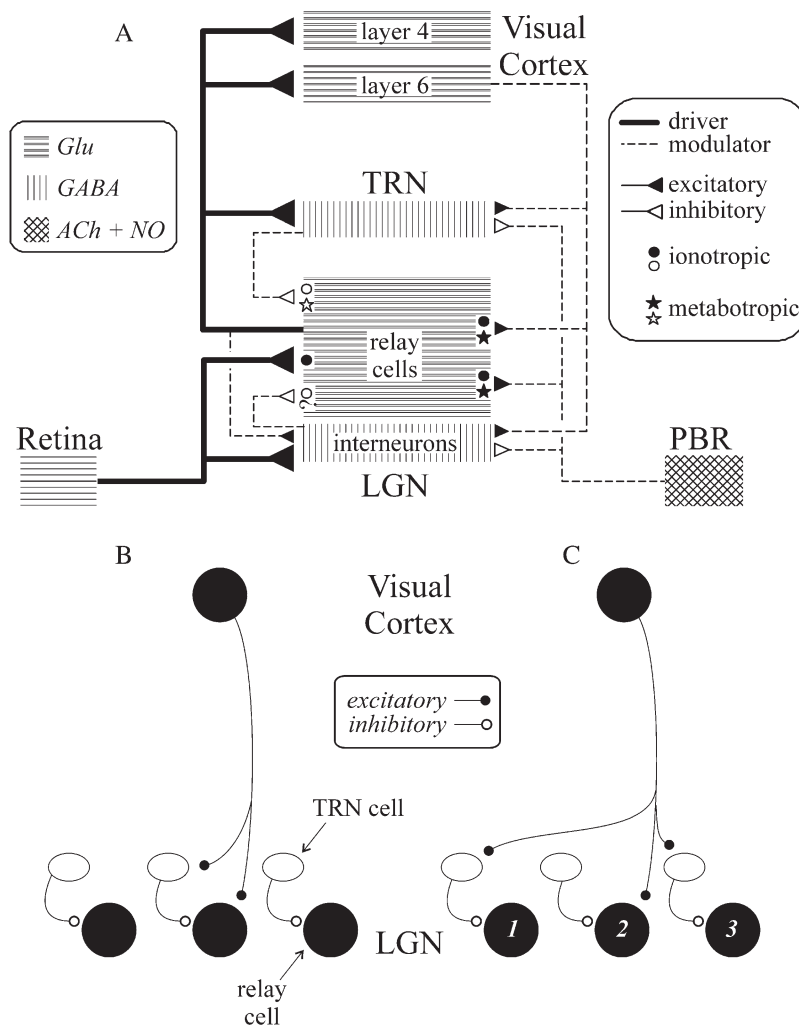 A
layer 4
Visual
Cortex
layer 6
Glu
GABA
ACh + NO
driver
modulator
excitatory
inhibitory
ionotropic
metabotropic
TRN
relay
cells
?
Retina
interneurons
PBR
LGN
B
C
Visual
Cortex
excitatory
inhibitory
TRN cell
1
2
3
LGN
relay
cell